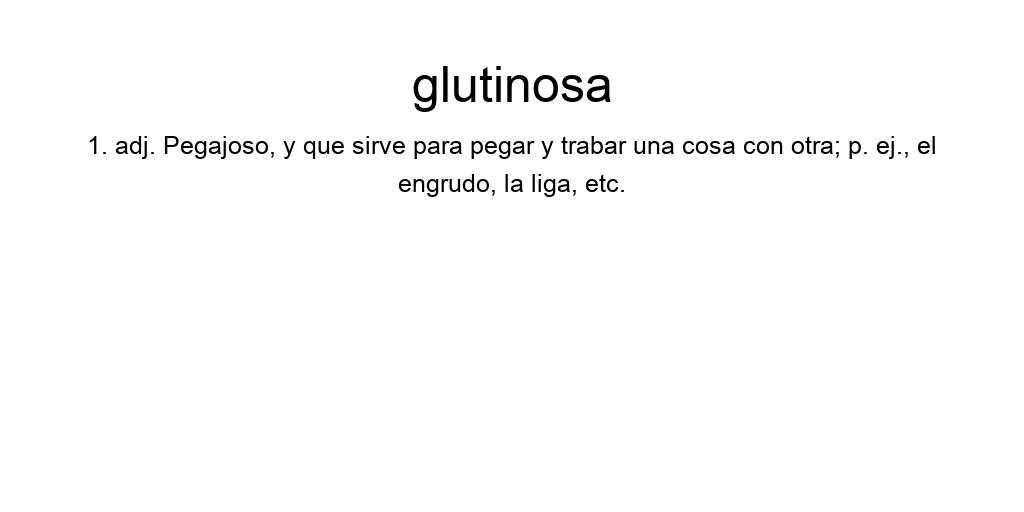 glutinosa
1. adj. Pegajoso, y que sirve para pegar y trabar una cosa con otra; p. ej., el
engrudo, la liga, etc.